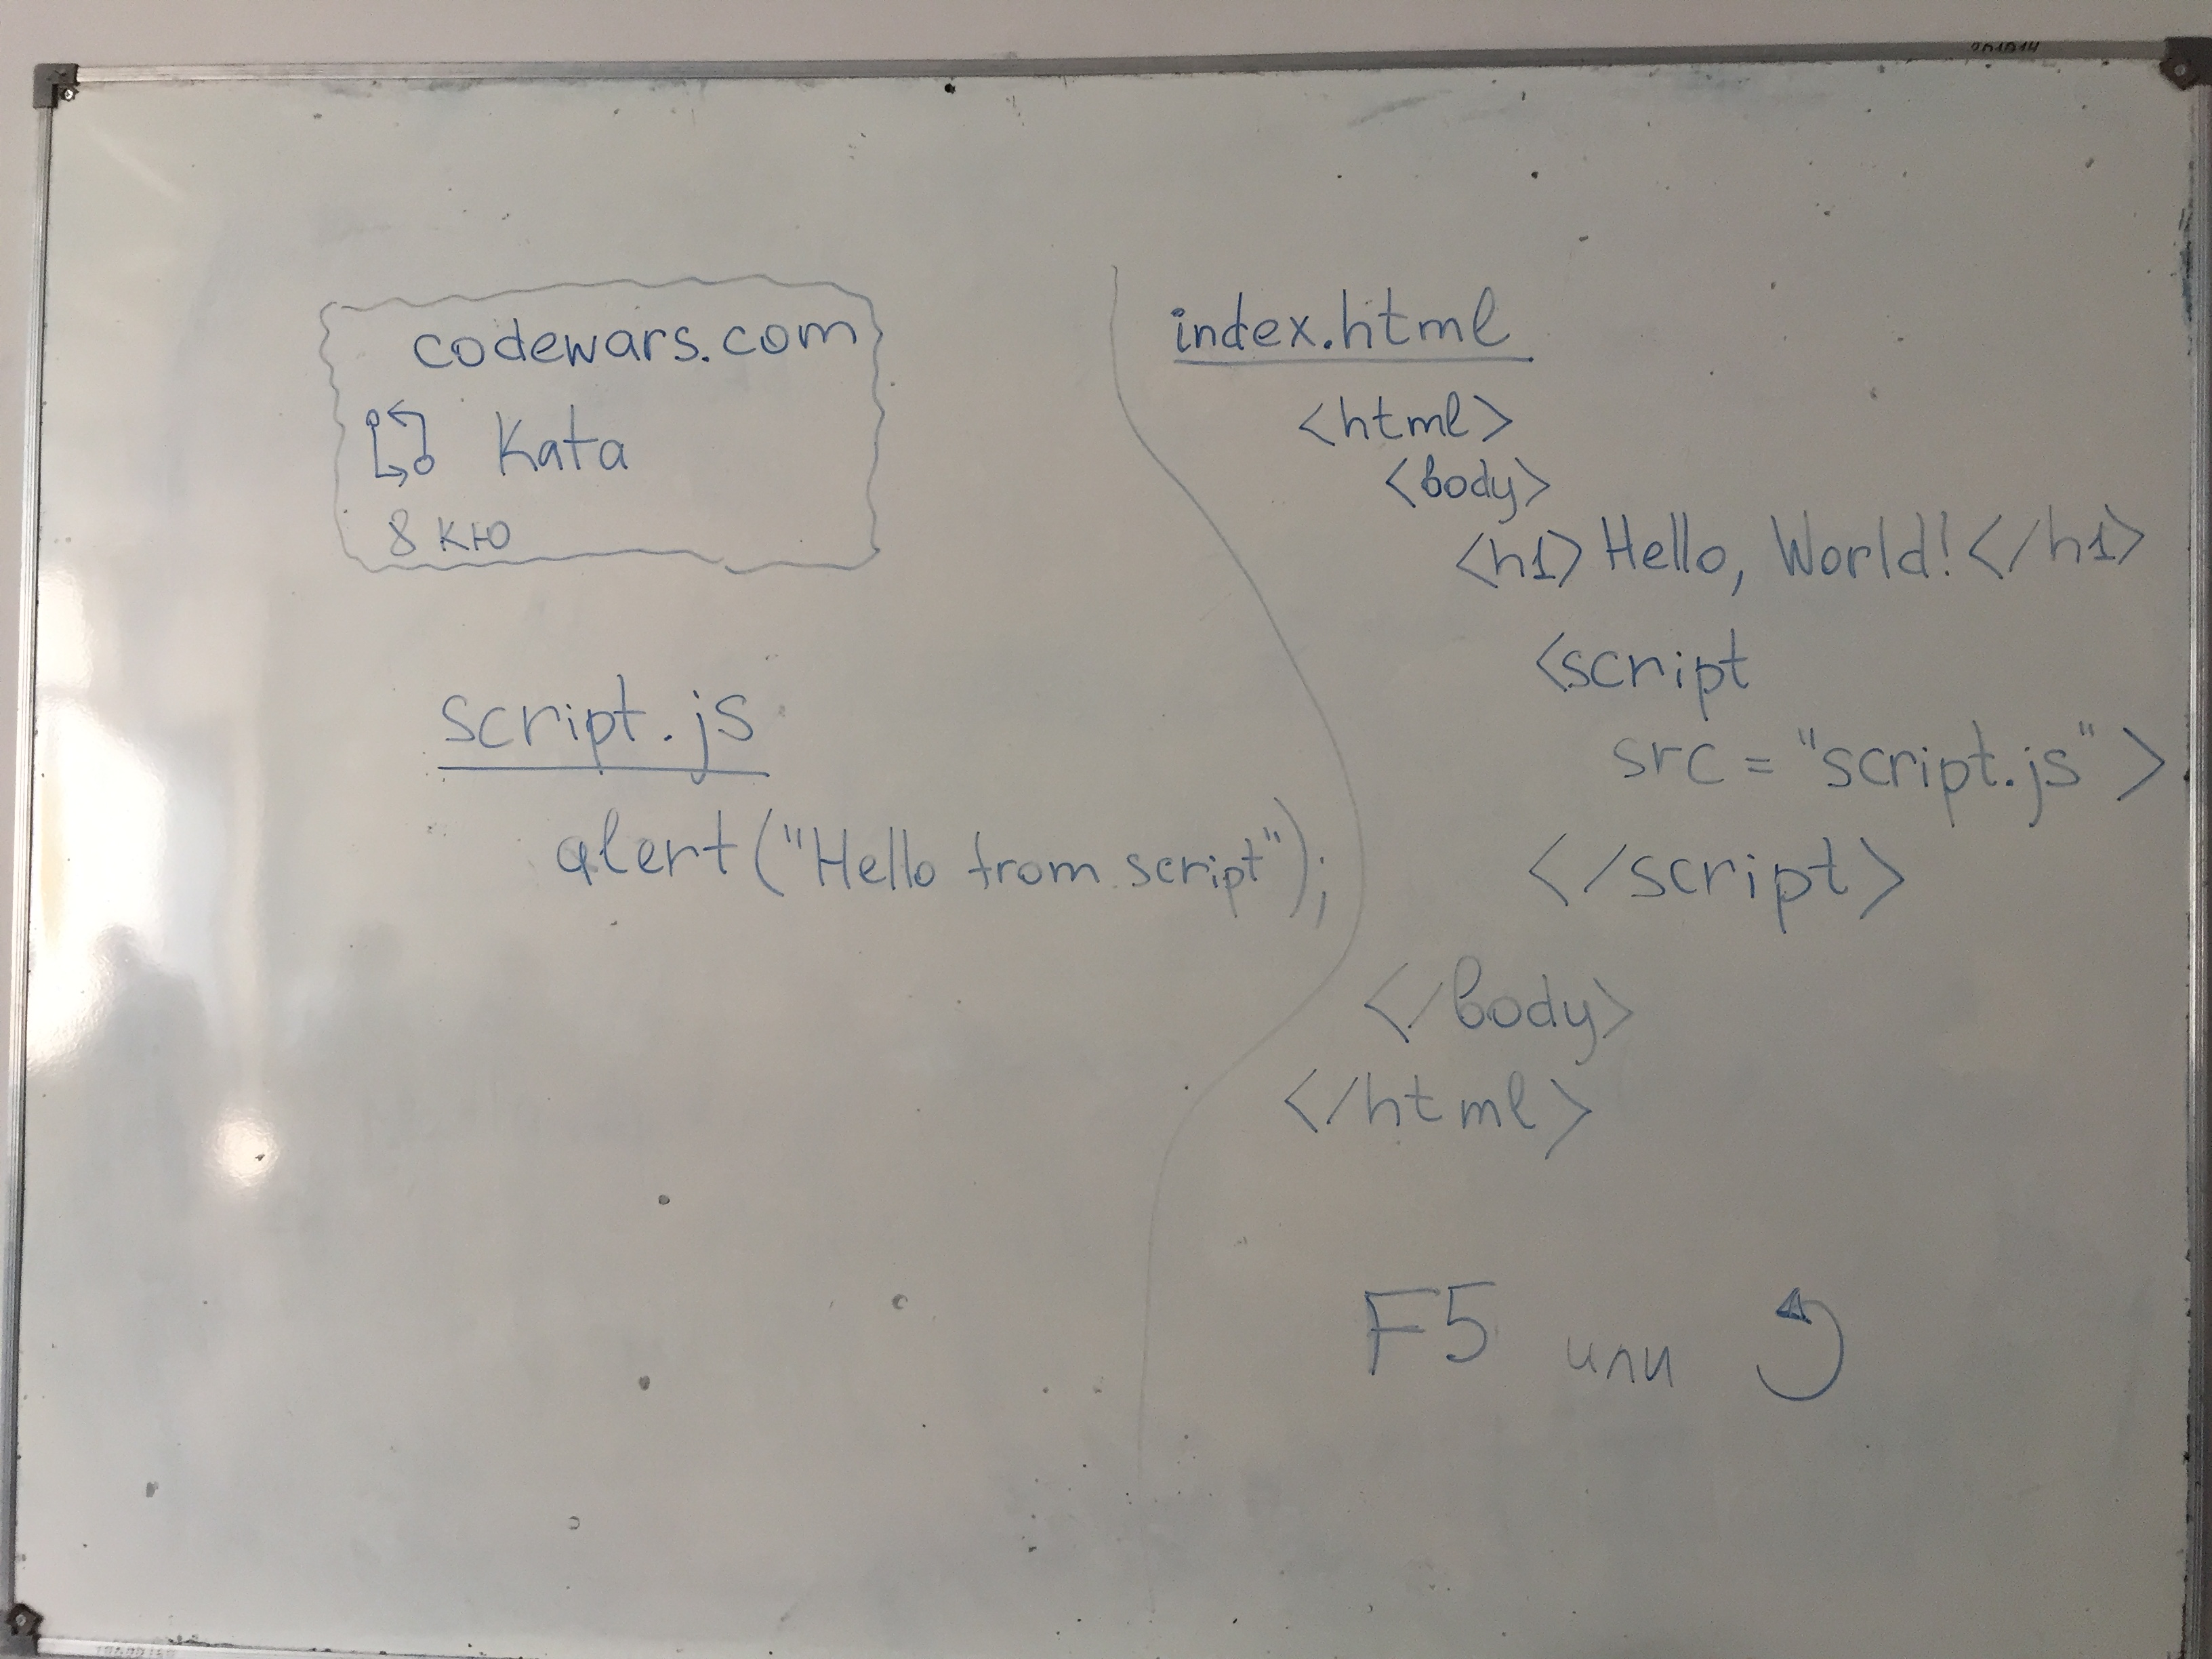 codewars.com
Kata
8 кю
script.js
alert("Hello from script");
index.html
<html>
<body>
<h1>Hello, World!</h1>
<script
src="script.js">
</script>
</body>
</html>
F5 или